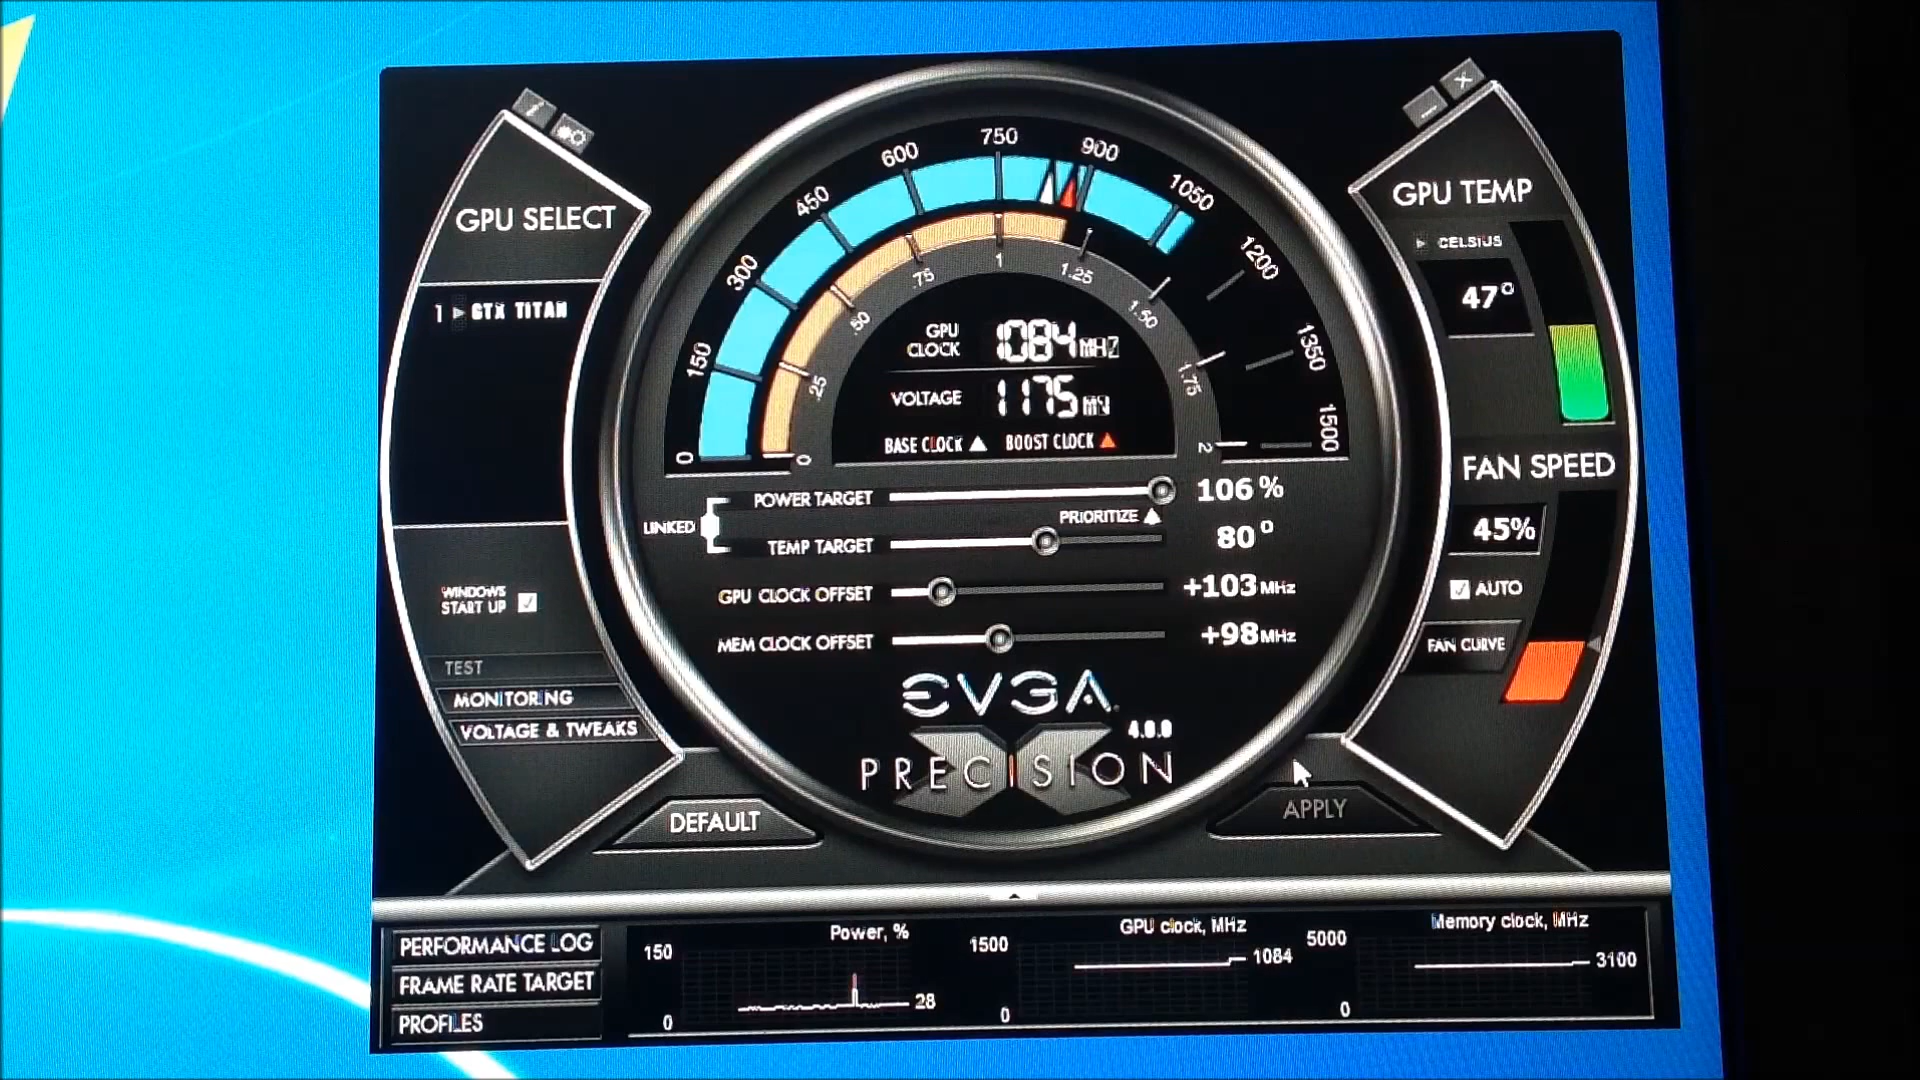 GPU SELECT
1 ▶ GTX TITAN
WINDOWS
START UP
TEST
MONITORING
VOLTAGE & TWEAKS
0
150
300
450
600
750
900
1050
1200
1350
1500
0
.25
.50
.75
1
1.25
1.50
1.75
2
GPU
CLOCK 1084 MHZ
VOLTAGE 1175 MV
BASE CLOCK BOOST CLOCK
LINKED
POWER TARGET 106 %
PRIORITIZE
TEMP TARGET 80°
GPU CLOCK OFFSET +103 MHz
MEM CLOCK OFFSET +98 MHz
EVGA
4.0.0
PRECISION X
DEFAULT
APPLY
GPU TEMP
CELSIUS
47°
FAN SPEED
45%
AUTO
FAN CURVE
PERFORMANCE LOG
FRAME RATE TARGET
PROFILES
Power, %
150
28
0
GPU clock, MHz
1500
1084
0
Memory clock, MHz
5000
3100
0